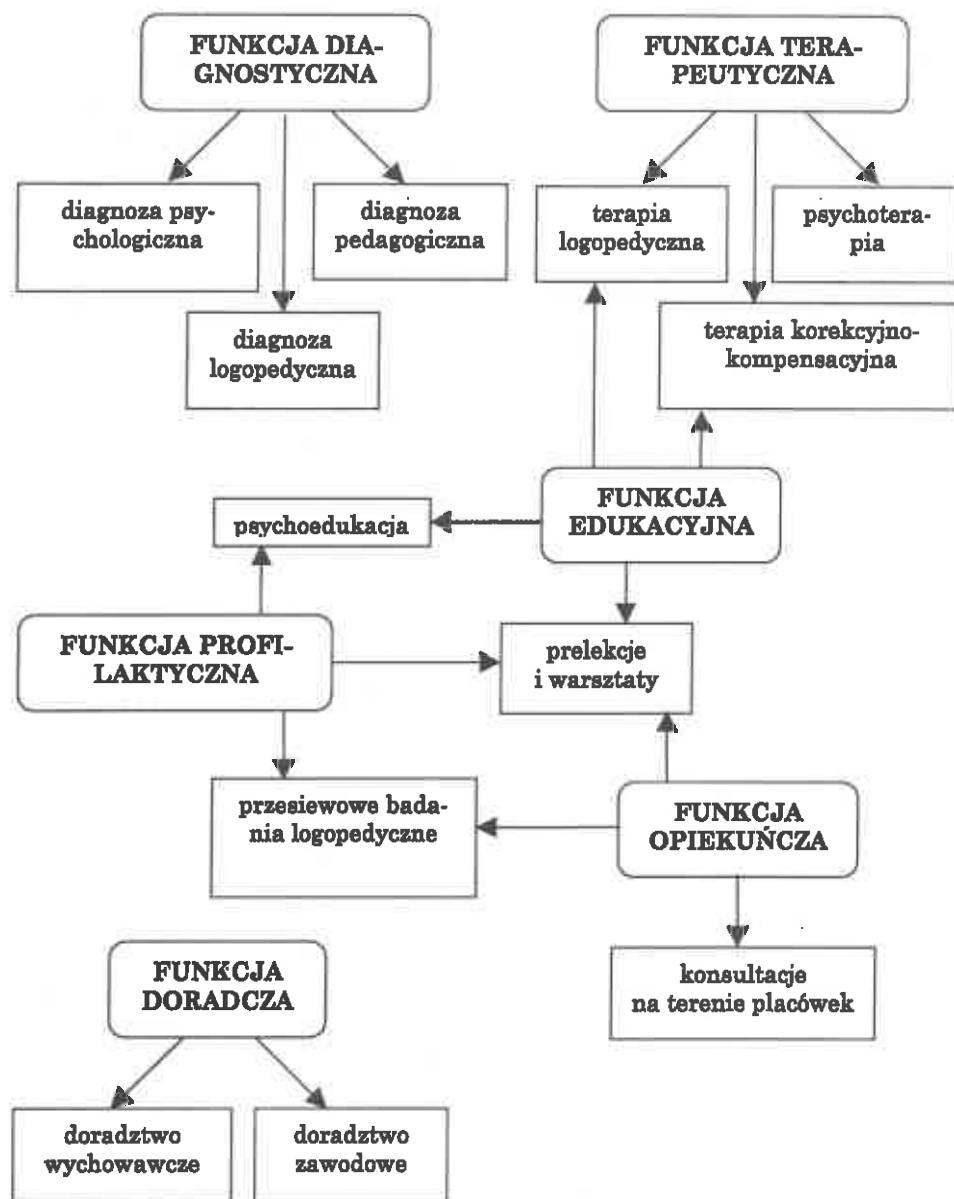 FUNKCJA DIA-
GNOSTYCZNA
FUNKCJA TERA-
PEUTYCZNA
diagnoza psy-
chologiczna
diagnoza
pedagogiczna
terapia
logopedyczna
psychotera-
pia
diagnoza
logopedyczna
terapia korekcyjno-
kompensacyjna
FUNKCJA
EDUKACYJNA
psychoedukacja
FUNKCJA PROFI-
LAKTYCZNA
prelekcje
i warsztaty
przesiewowe bada-
nia logopedyczne
FUNKCJA
OPIEKUŃCZA
FUNKCJA
DORADCZA
konsultacje
na terenie placówek
doradztwo
wychowawcze
doradztwo
zawodowe